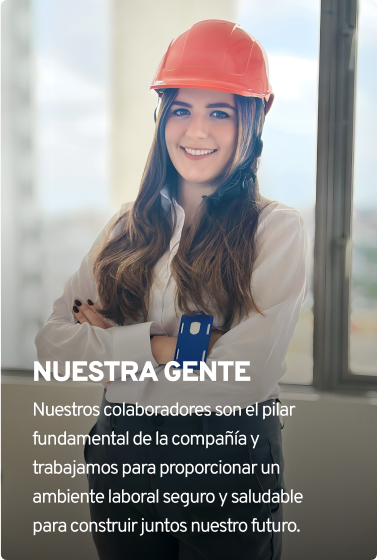 NUESTRA GENTE
Nuestros colaboradores son el pilar
fundamental de la compañía y
trabajamos para proporcionar un
ambiente laboral seguro y saludable
para construir juntos nuestro futuro.